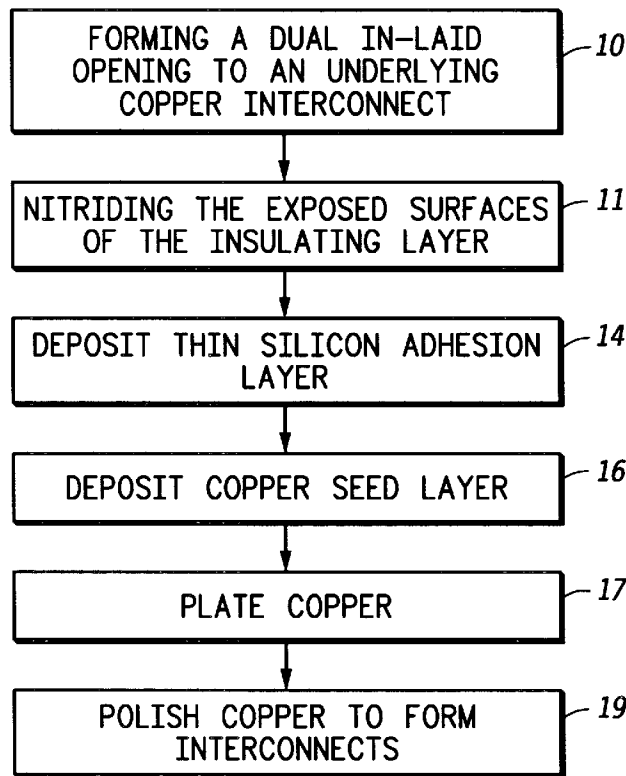 FORMING A DUAL IN-LAID
OPENING TO AN UNDERLYING
COPPER INTERCONNECT
10
NITRIDING THE EXPOSED SURFACES
OF THE INSULATING LAYER
11
DEPOSIT THIN SILICON ADHESION
LAYER
14
DEPOSIT COPPER SEED LAYER
16
PLATE COPPER
17
POLISH COPPER TO FORM
INTERCONNECTS
19